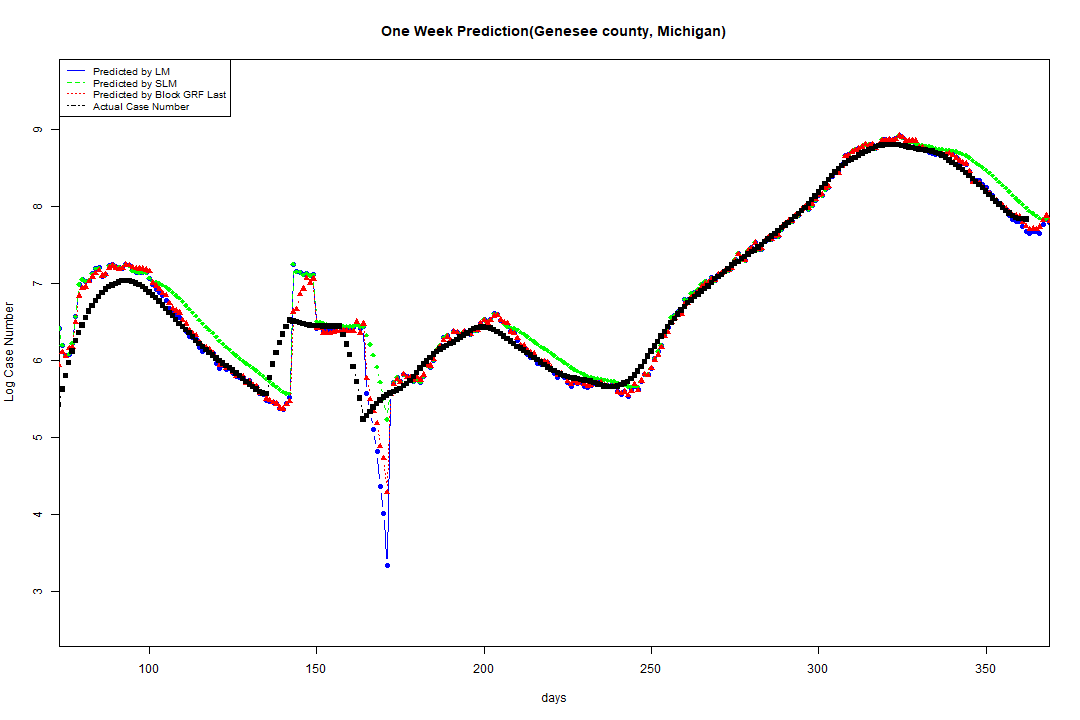 One Week Prediction(Genesee county, Michigan)
Predicted by LM
Predicted by SLM
Predicted by Block GRF Last
Actual Case Number
9
8
7
6
5
4
3
Log Case Number
100 150 200 250 300 350
days